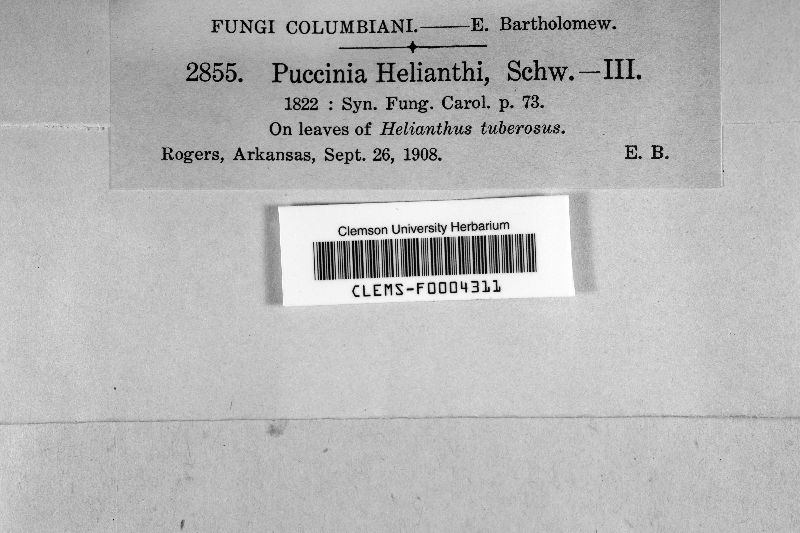 FUNGI COLUMBIANI.——E. Bartholomew.
2855. Puccinia Helianthi, Schw.—III.
1822 : Syn. Fung. Carol. p. 73.
On leaves of Helianthus tuberosus.
Rogers, Arkansas, Sept. 26, 1908. E. B.
Clemson University Herbarium
CLEMS-F0004311